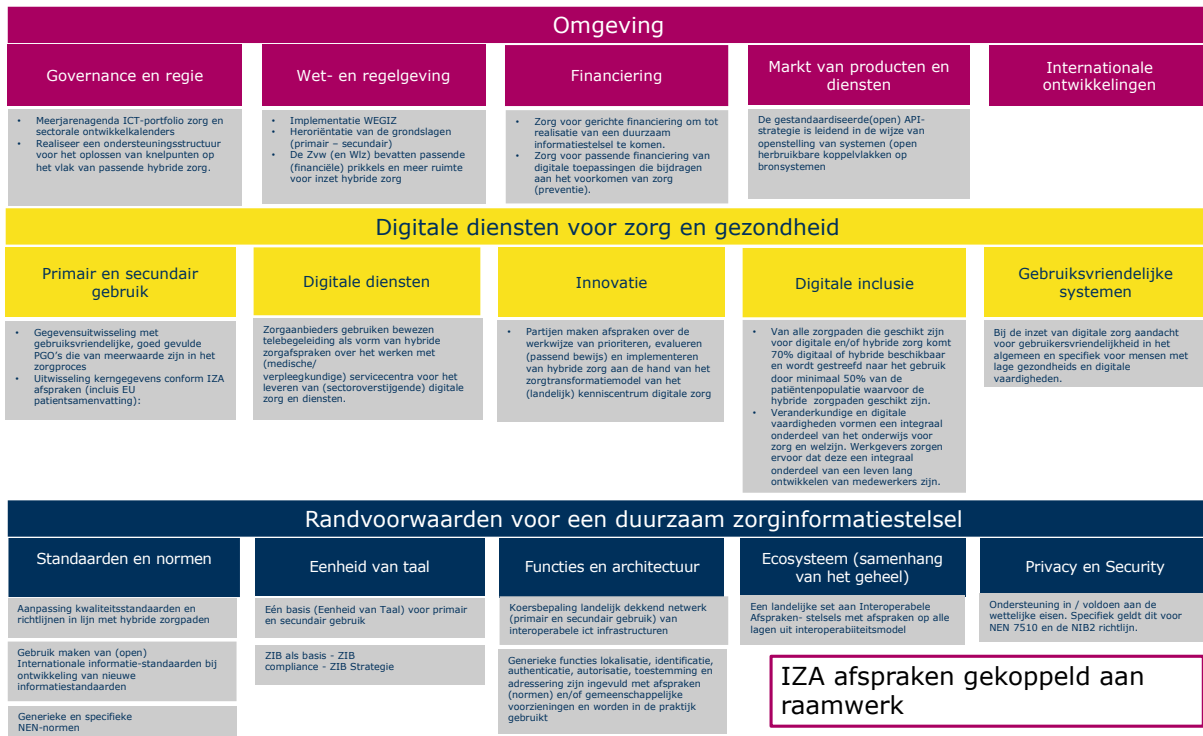 Omgeving
Governance en regie
Wet- en regelgeving
Financiering
Markt van producten en
diensten
Internationale
ontwikkelingen
• Meerjarenagenda ICT-portfolio zorg en
sectorale ontwikkelkalenders
• Realiseer een ondersteuningsstructuur
voor het oplossen van knelpunten op
het vlak van passende hybride zorg.
• Implementatie WEGIZ
• Heroriëntatie van de grondslagen
(primair – secundair)
• De Zvw (en Wlz) bevatten passende
(financiële) prikkels en meer ruimte
voor inzet hybride zorg
• Zorg voor gerichte financiering om tot
realisatie van een duurzaam
informatiestelsel te komen.
• Zorg voor passende financiering van
digitale toepassingen die bijdragen
aan het voorkomen van zorg
(preventie).
De gestandaardiseerde(open) API-
strategie is leidend in de wijze van
openstelling van systemen (open
herbruikbare koppelvlakken op
bronsystemen
Digitale diensten voor zorg en gezondheid
Primair en secundair
gebruik
Digitale diensten
Innovatie
Digitale inclusie
Gebruiksvriendelijke
systemen
• Gegevensuitwisseling met
gebruiksvriendelijke, goed gevulde
PGO's die van meerwaarde zijn in het
zorgproces
• Uitwisseling kerngegevens conform IZA
afspraken (incluis EU
patientsamenvatting):
Zorgaanbieders gebruiken bewezen
telebegeleiding als vorm van hybride
zorgafspraken over het werken met
(medische/
verpleegkundige) servicecentra voor het
leveren van (sectoroverstijgende) digitale
zorg en diensten.
• Partijen maken afspraken over de
werkwijze van prioriteren, evalueren
(passend bewijs) en implementeren
van hybride zorg aan de hand van het
zorgtransformatiemodel van het
(landelijk) kenniscentrum digitale zorg
• Van alle zorgpaden die geschikt zijn
voor digitale en/of hybride zorg komt
70% digitaal of hybride beschikbaar
en wordt gestreefd naar het gebruik
door minimaal 50% van de
patiëntenpopulatie waarvoor de
hybride zorgpaden geschikt zijn.
• Veranderkundige en digitale
vaardigheden vormen een integraal
onderdeel van het onderwijs voor
zorg en welzijn. Werkgevers zorgen
ervoor dat deze een integraal
onderdeel van een leven lang
ontwikkelen van medewerkers zijn.
Bij de inzet van digitale zorg aandacht
voor gebruikersvriendelijkheid in het
algemeen en specifiek voor mensen met
lage gezondheids en digitale
vaardigheden.
Randvoorwaarden voor een duurzaam zorginformatiestelsel
Standaarden en normen
Eenheid van taal
Functies en architectuur
Ecosysteem (samenhang
van het geheel)
Privacy en Security
Aanpassing kwaliteitsstandaarden en
richtlijnen in lijn met hybride zorgpaden
Gebruik maken van (open)
Internationale informatie-standaarden bij
ontwikkeling van nieuwe
informatiestandaarden
Generieke en specifieke
NEN-normen
Eén basis (Eenheid van Taal) voor primair
en secundair gebruik
ZIB als basis - ZIB
compliance - ZIB Strategie
Koersbepaling landelijk dekkend netwerk
(primair en secundair gebruik) van
interoperabele ict infrastructuren
Generieke functies lokalisatie, identificatie,
authenticatie, autorisatie, toestemming en
adressering zijn ingevuld met afspraken
(normen) en/of gemeenschappelijke
voorzieningen en worden in de praktijk
gebruikt
Een landelijke set aan Interoperabele
Afspraken- stelsels met afspraken op alle
lagen uit interoperabiiteitsmodel
Ondersteuning in / voldoen aan de
wettelijke eisen. Specifiek geldt dit voor
NEN 7510 en de NIB2 richtlijn.
IZA afspraken gekoppeld aan
raamwerk